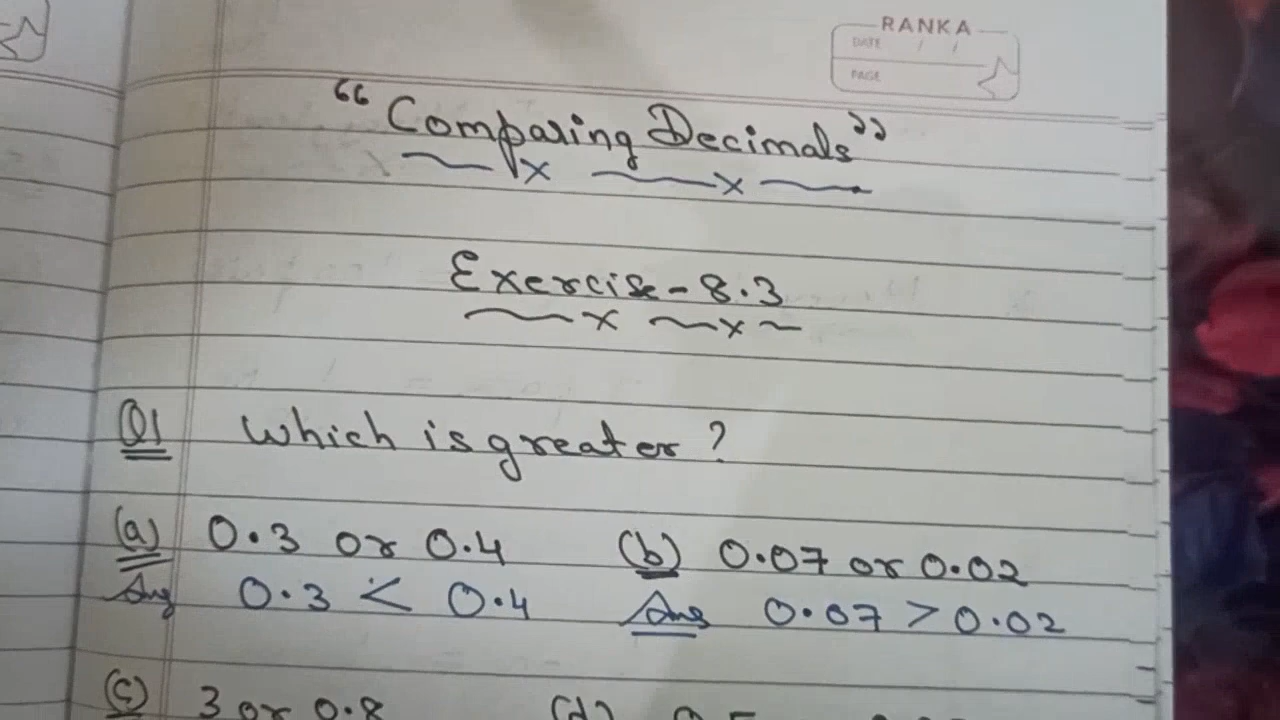 RANKA
DATE / /
PAGE
“Comparing Decimals”
Exercise-8.3
Q1 Which is greater?
(a) 0.3 or 0.4 (b) 0.07 or 0.02
Ans 0.3 < 0.4 Ans 0.07 > 0.02
(c) 3 or 0.8 (d)